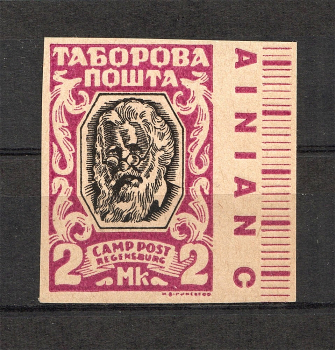 ТАБОРОВА
ПОШТА
CAMP POST
REGENSBURG
2 Mk. 2
AINIAN C